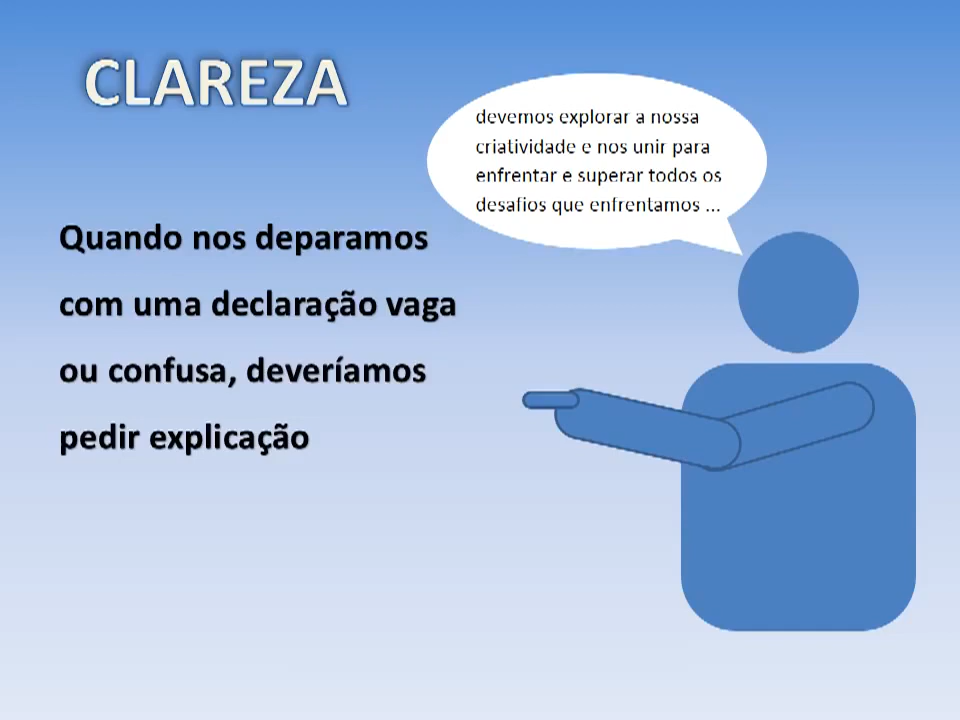 CLAREZA
devemos explorar a nossa
criatividade e nos unir para
enfrentar e superar todos os
desafios que enfrentamos ...
Quando nos deparamos
com uma declaração vaga
ou confusa, deveríamos
pedir explicação